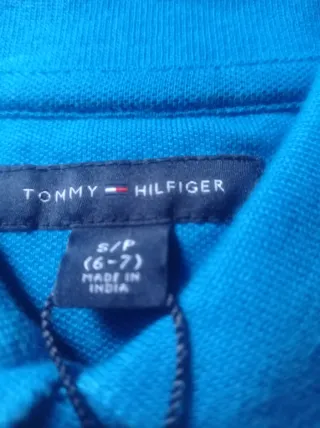 TOMMY HILFIGER
S/P
(6-7)
MADE IN
INDIA